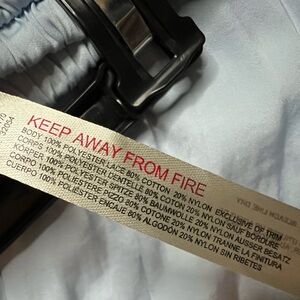 KEEP AWAY FROM FIRE
BODY 100% POLYESTER LACE 80% COTTON 20% NYLON EXCLUSIVE OF TRIM
CORPS 100% POLYESTER DENTELLE 80% COTON 20% NYLON SAUF BORDURE
KÖRPER 100% POLYESTER SPITZE 80% BAUMWOLLE 20% NYLON AUSSER BESATZ
CORPO 100% POLIESTERE PIZZO 80% COTONE 20% NYLON TRANNE LA FINITURA
CUERPO 100% POLIÉSTER ENCAJE 80% ALGODÓN 20% NYLON SIN RIBETES